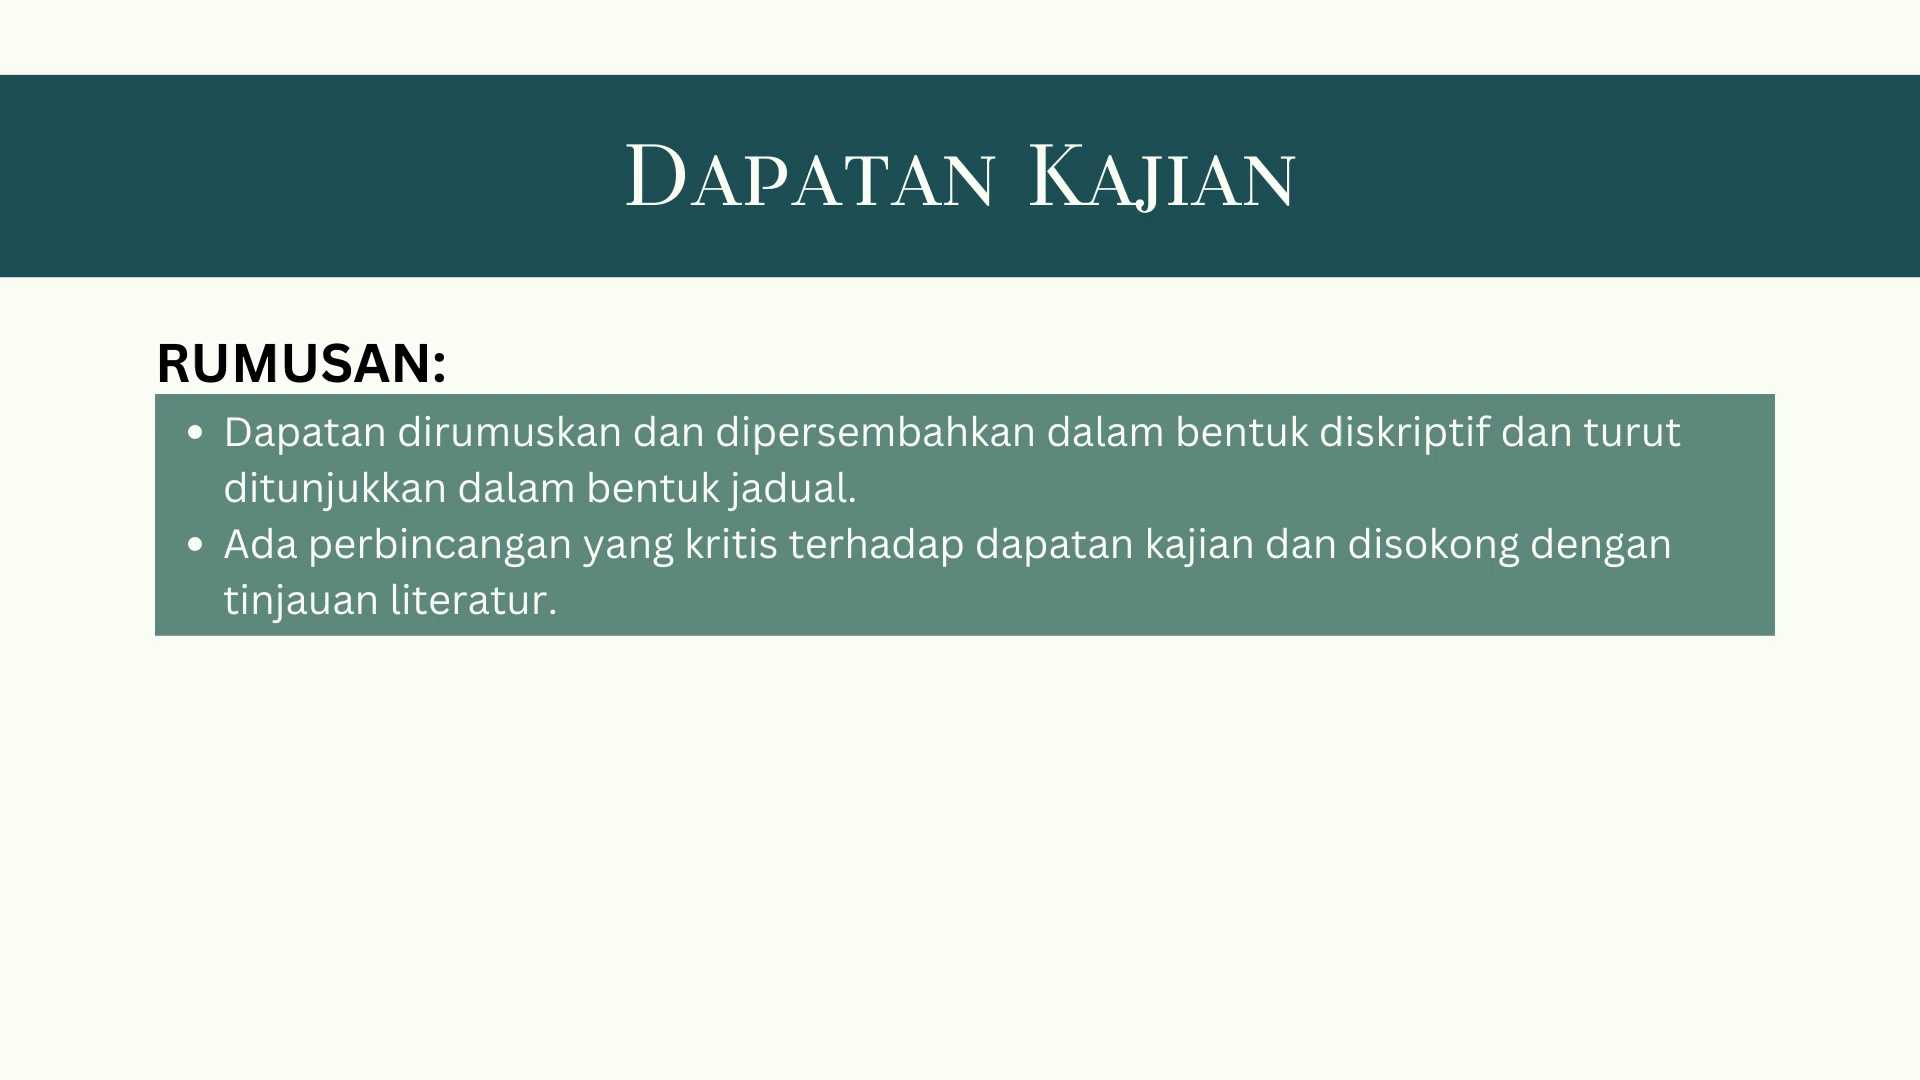 Dapatan Kajian
RUMUSAN:
• Dapatan dirumuskan dan dipersembahkan dalam bentuk diskriptif dan turut
ditunjukkan dalam bentuk jadual.
• Ada perbincangan yang kritis terhadap dapatan kajian dan disokong dengan
tinjauan literatur.